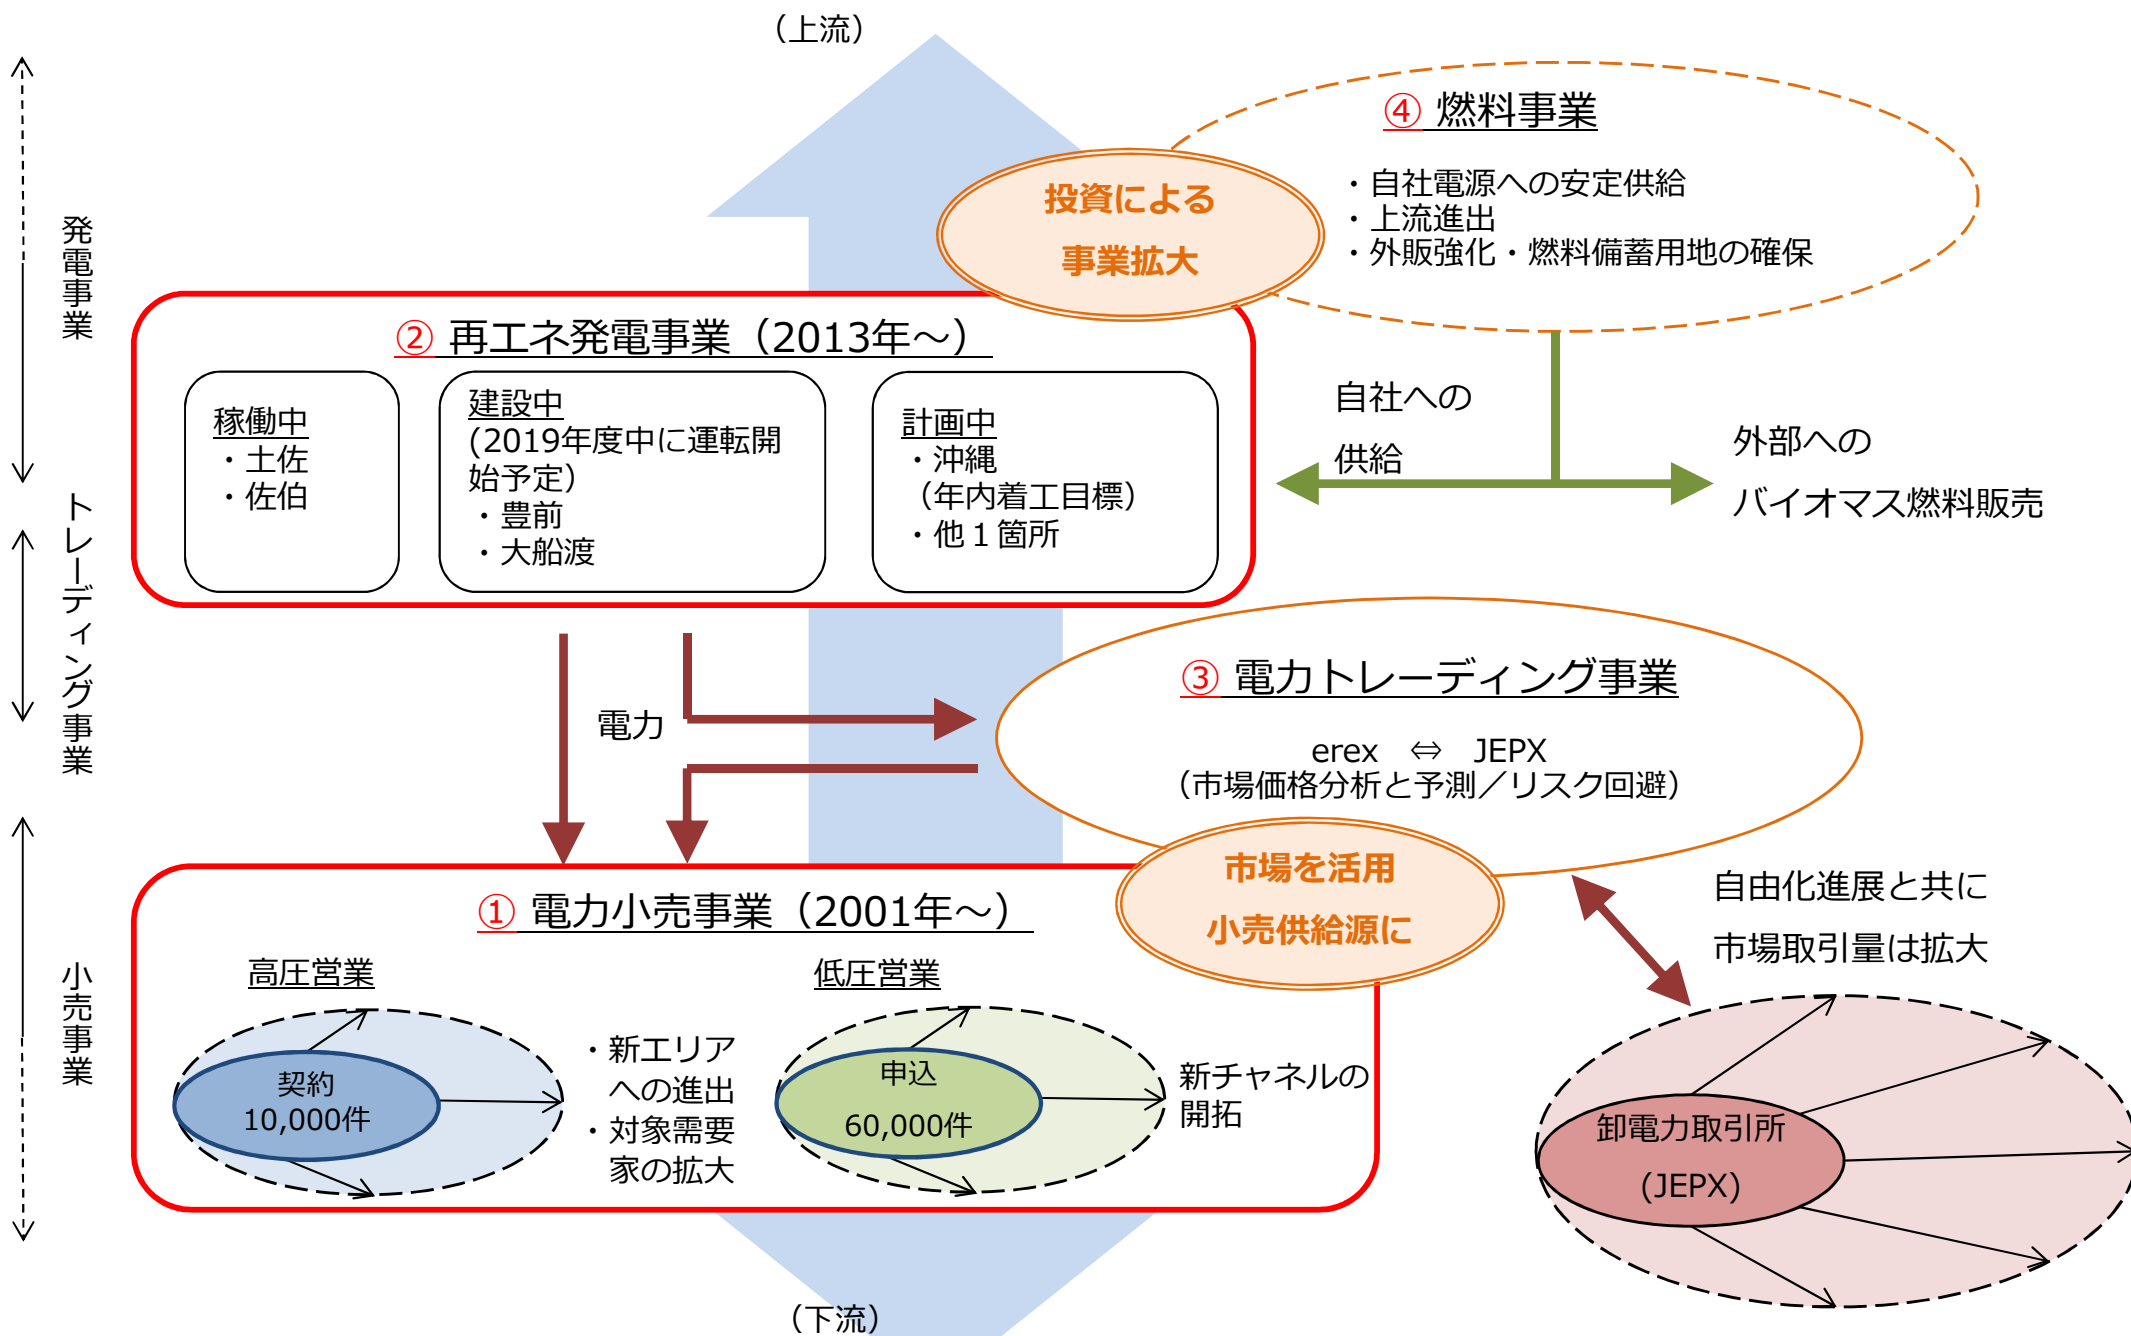 （上流）
④ 燃料事業
・自社電源への安定供給
・上流進出
・外販強化・燃料備蓄用地の確保
投資による
事業拡大
発電事業
② 再エネ発電事業（2013年～）
稼働中
・土佐
・佐伯
建設中
(2019年度中に運転開
始予定）
・豊前
・大船渡
計画中
・沖縄
（年内着工目標）
・他１箇所
自社への
供給
外部への
バイオマス燃料販売
トレーディング事業
電力
③ 電力トレーディング事業
erex ⇔ JEPX
（市場価格分析と予測／リスク回避）
市場を活用
小売供給源に
自由化進展と共に
市場取引量は拡大
小売事業
① 電力小売事業（2001年～）
高圧営業
契約
10,000件
・新エリア
への進出
・対象需要
家の拡大
低圧営業
申込
60,000件
新チャネルの
開拓
卸電力取引所
(JEPX)
（下流）